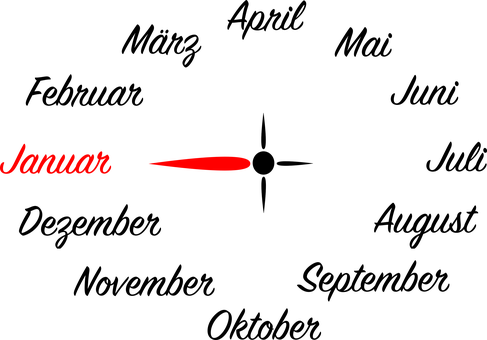 April
März
Mai
Februar
Juni
Januar
Juli
Dezember
August
November
September
Oktober